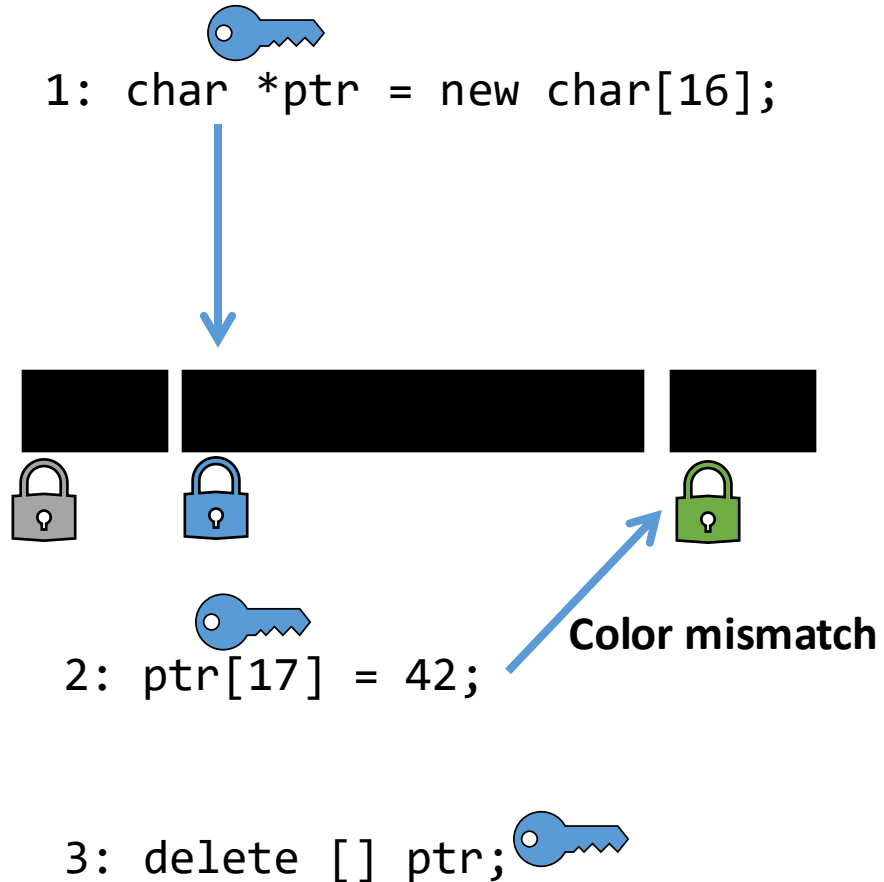 1: char *ptr = new char[16];
2: ptr[17] = 42;
Color mismatch
3: delete [] ptr;